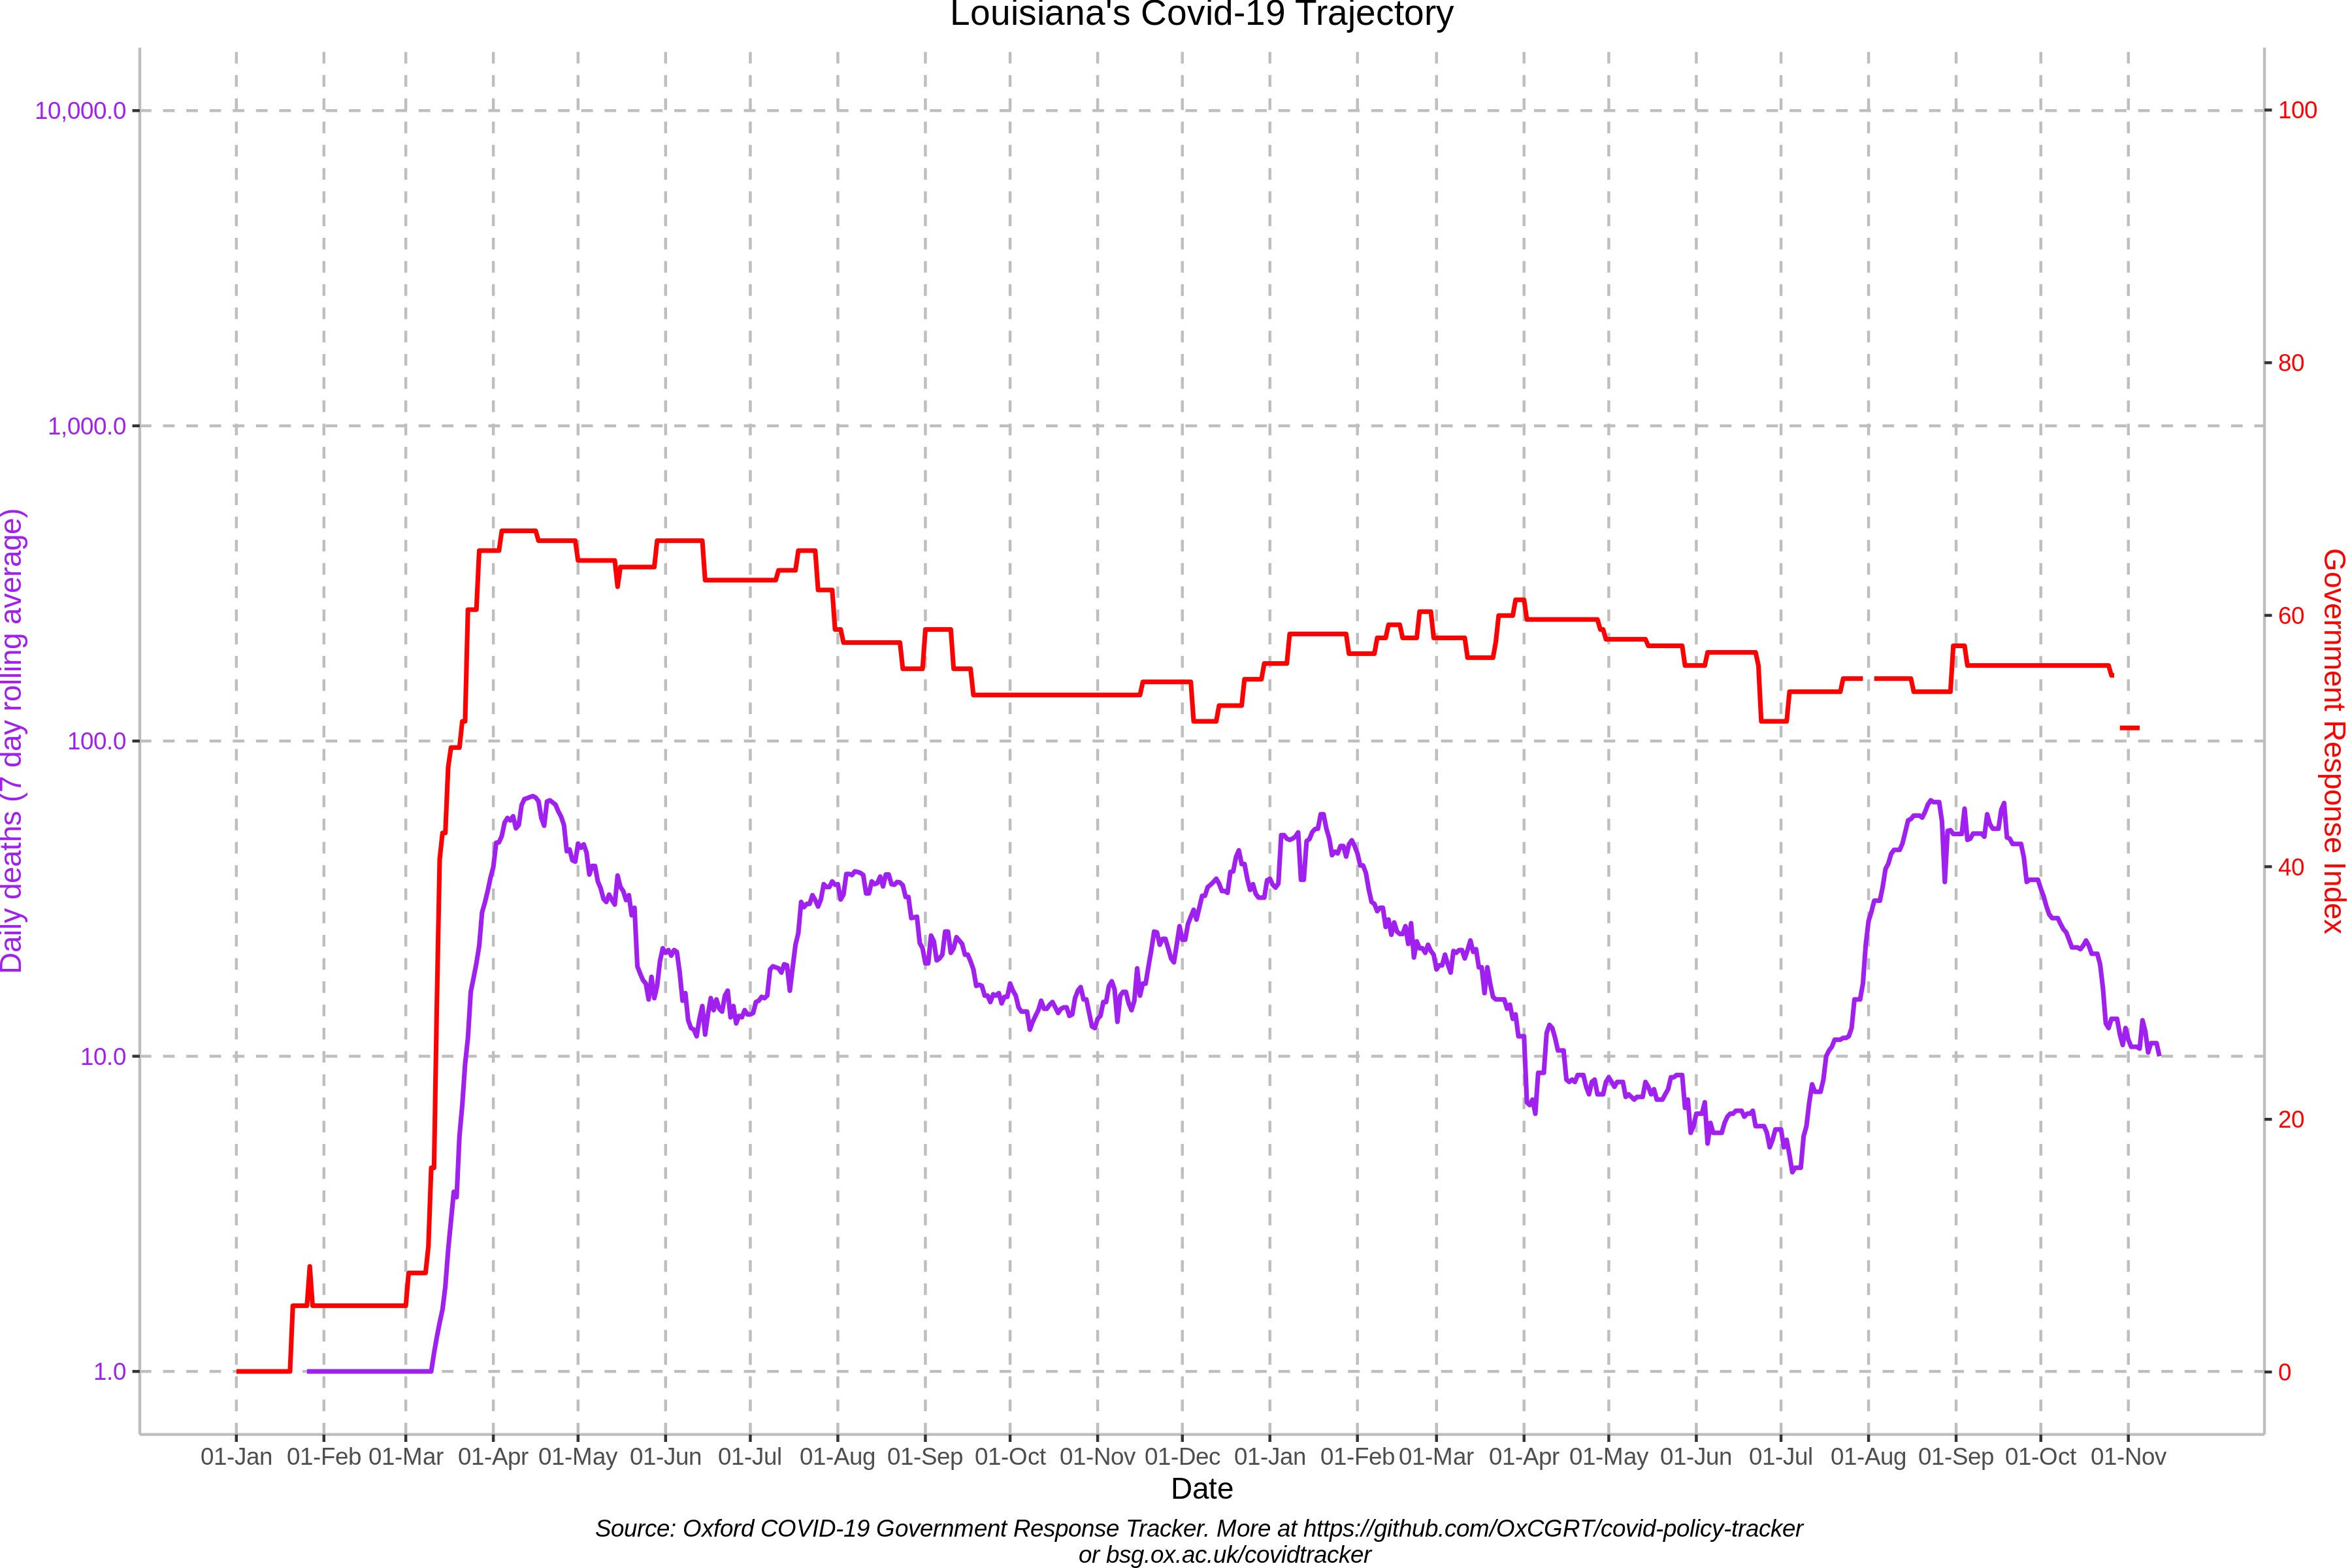 Louisiana's Covid-19 Trajectory
10,000.0
1,000.0
100.0
10.0
1.0
Daily deaths (7 day rolling average)
100
80
60
40
20
0
Government Response Index
01-Jan 01-Feb 01-Mar 01-Apr 01-May 01-Jun 01-Jul 01-Aug 01-Sep 01-Oct 01-Nov 01-Dec 01-Jan 01-Feb 01-Mar 01-Apr 01-May 01-Jun 01-Jul 01-Aug 01-Sep 01-Oct 01-Nov
Date
Source: Oxford COVID-19 Government Response Tracker. More at https://github.com/OxCGRT/covid-policy-tracker
or bsg.ox.ac.uk/covidtracker